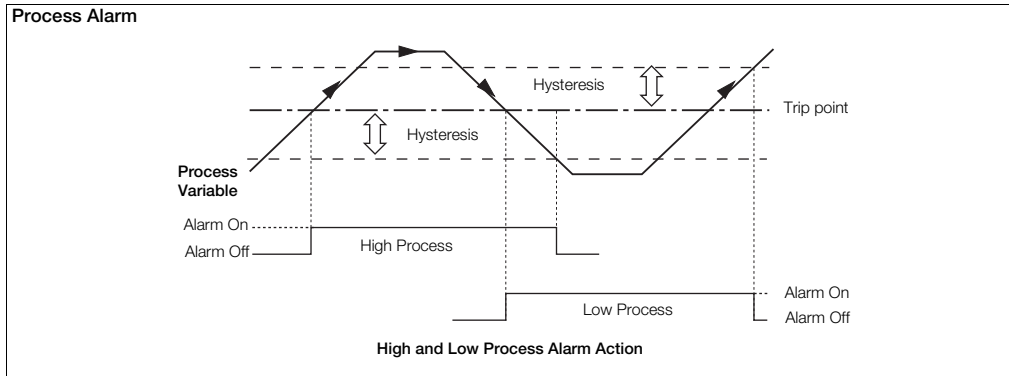 Process Alarm
Hysteresis
Trip point
Hysteresis
Process
Variable
Alarm On
Alarm Off
High Process
Alarm On
Low Process
Alarm Off
High and Low Process Alarm Action